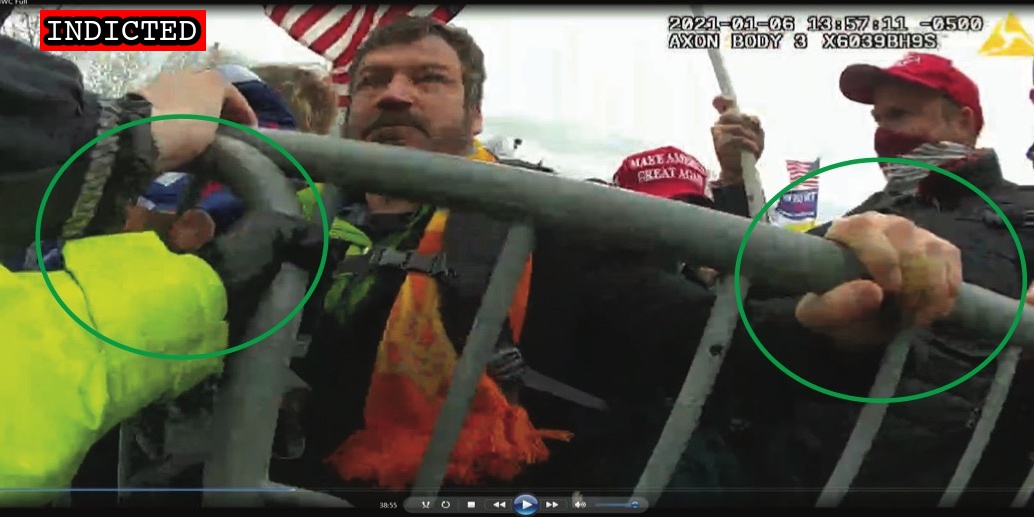 INDICTED
2021-01-06 13:57:11 -0500
AXON BODY 3 X6039BH9S
MAKE AMERICA
GREAT AGAIN
38:55